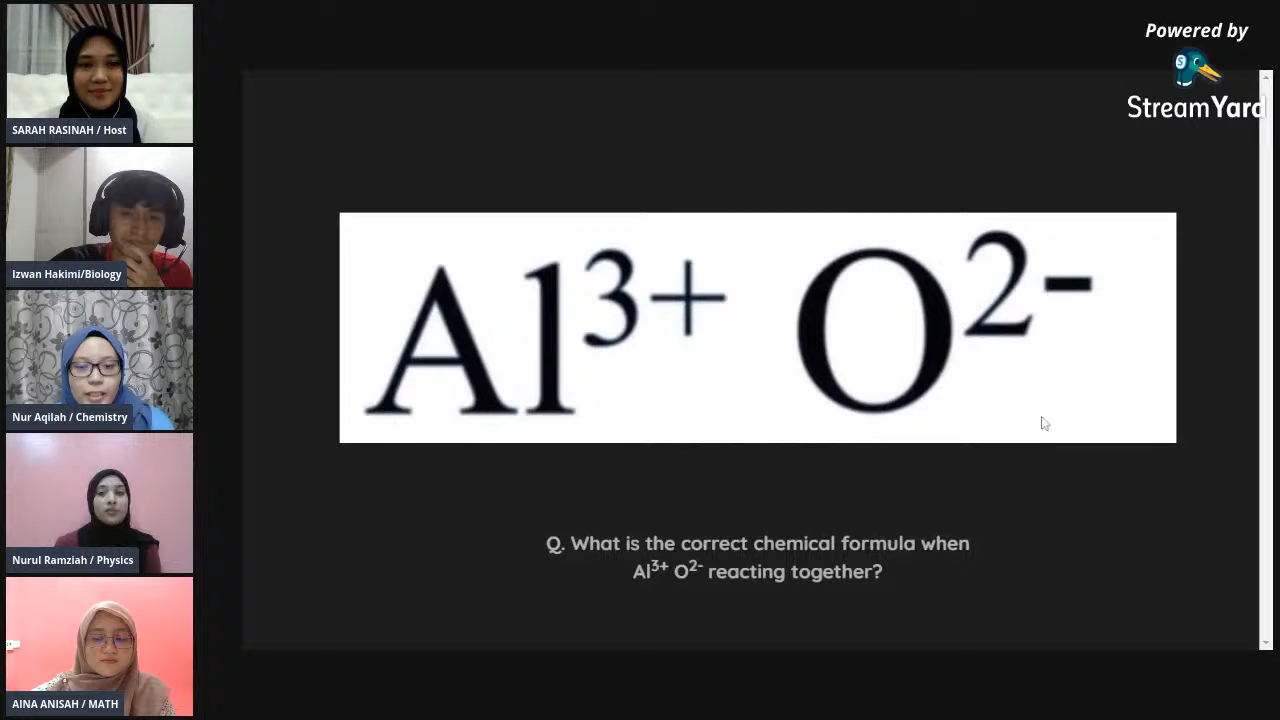 SARAH RASINAH / Host
Izwan Hakimi/Biology
Nur Aqilah / Chemistry
Nurul Ramziah / Physics
AINA ANISAH / MATH
Powered by
StreamYard
Al³⁺ O²⁻
Q. What is the correct chemical formula when
Al³⁺ O²⁻ reacting together?